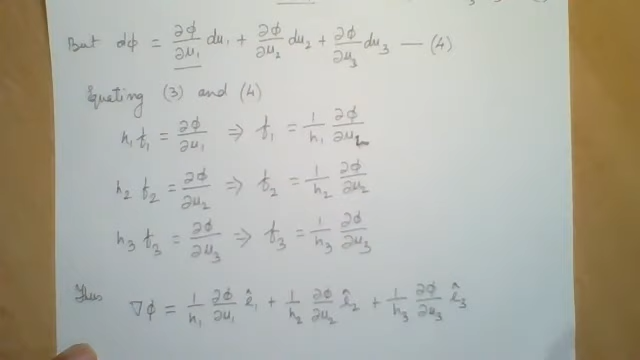 But dφ = ∂φ/∂u₁ du₁ + ∂φ/∂u₂ du₂ + ∂φ/∂u₃ du₃ — (4)
Equating (3) and (4)
h₁ f₁ = ∂φ/∂u₁ ⇒ f₁ = 1/h₁ ∂φ/∂u₁
h₂ f₂ = ∂φ/∂u₂ ⇒ f₂ = 1/h₂ ∂φ/∂u₂
h₃ f₃ = ∂φ/∂u₃ ⇒ f₃ = 1/h₃ ∂φ/∂u₃
Thus ∇φ = 1/h₁ ∂φ/∂u₁ ê₁ + 1/h₂ ∂φ/∂u₂ ê₂ + 1/h₃ ∂φ/∂u₃ ê₃